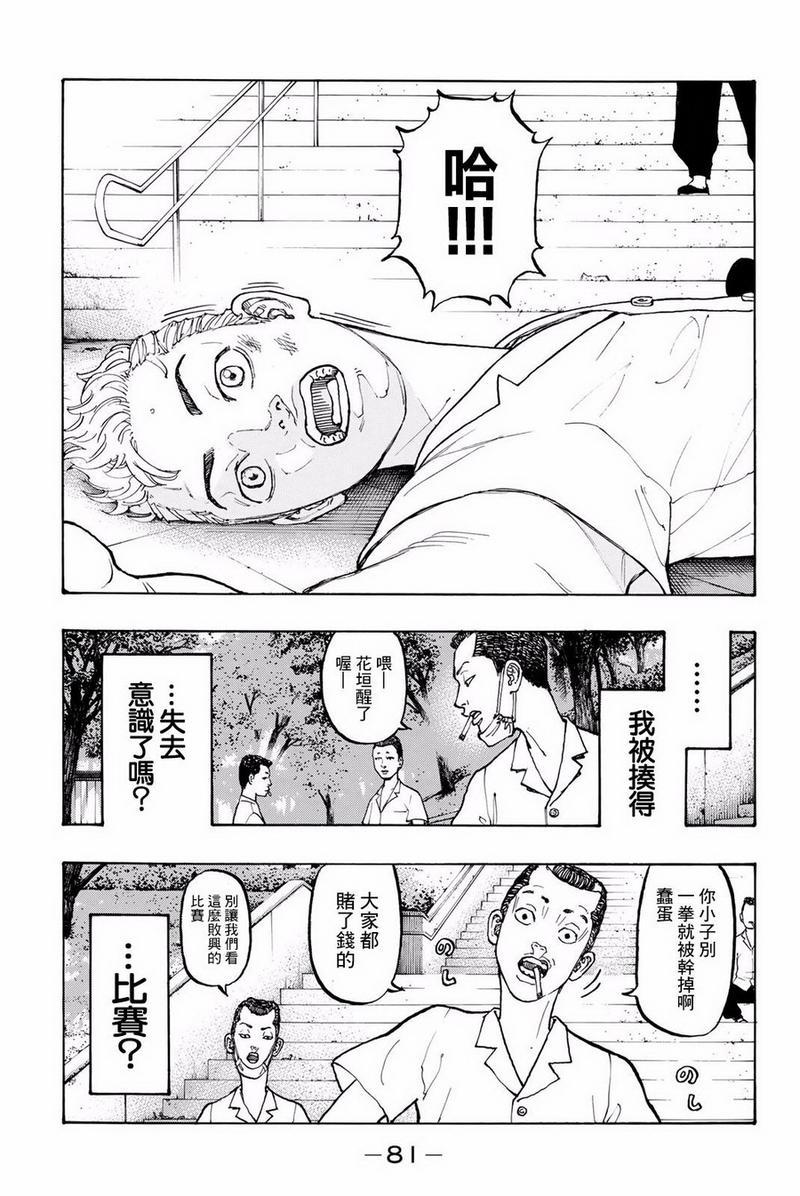 哈!!!
……
我被揍得
喂—
花垣醒了
喔—
…失去
意識了嗎？
你小子別
一拳就被幹掉啊
蠢蛋
のし
大家都
賭了錢的
のし
別讓我們看
這麼敗興的
比賽
…比賽？
—81—